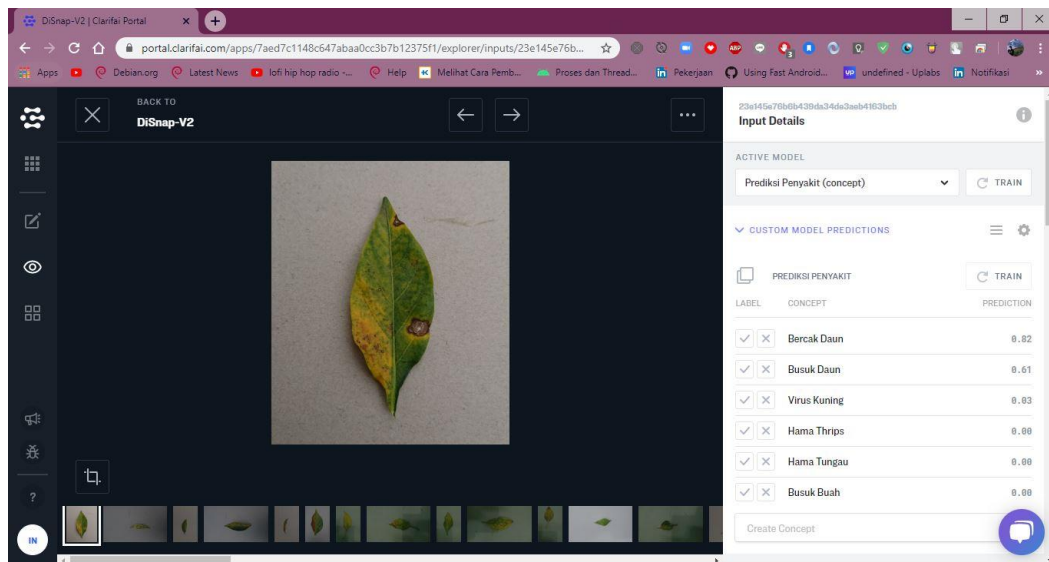 DiSnap-V2 | Clarifai Portal
portal.clarifai.com/apps/7aed7c1148c647abaa0cc3b7b12375f1/explorer/inputs/23e145e76b...
Apps
Debian.org
Latest News
lofi hip hop radio -...
Help
Melihat Cara Pemb...
Proses dan Thread...
Pekerjaan
Using Fast Android...
undefined - Uplabs
Notifikasi
BACK TO
DiSnap-V2
23e145e76b6b439da34da3aeb4163bcb
Input Details
ACTIVE MODEL
Prediksi Penyakit (concept)
TRAIN
CUSTOM MODEL PREDICTIONS
PREDIKSI PENYAKIT
TRAIN
LABEL CONCEPT PREDICTION
Bercak Daun 0.82
Busuk Daun 0.61
Virus Kuning 0.03
Hama Thrips 0.00
Hama Tungau 0.00
Busuk Buah 0.00
Create Concept
?
IN